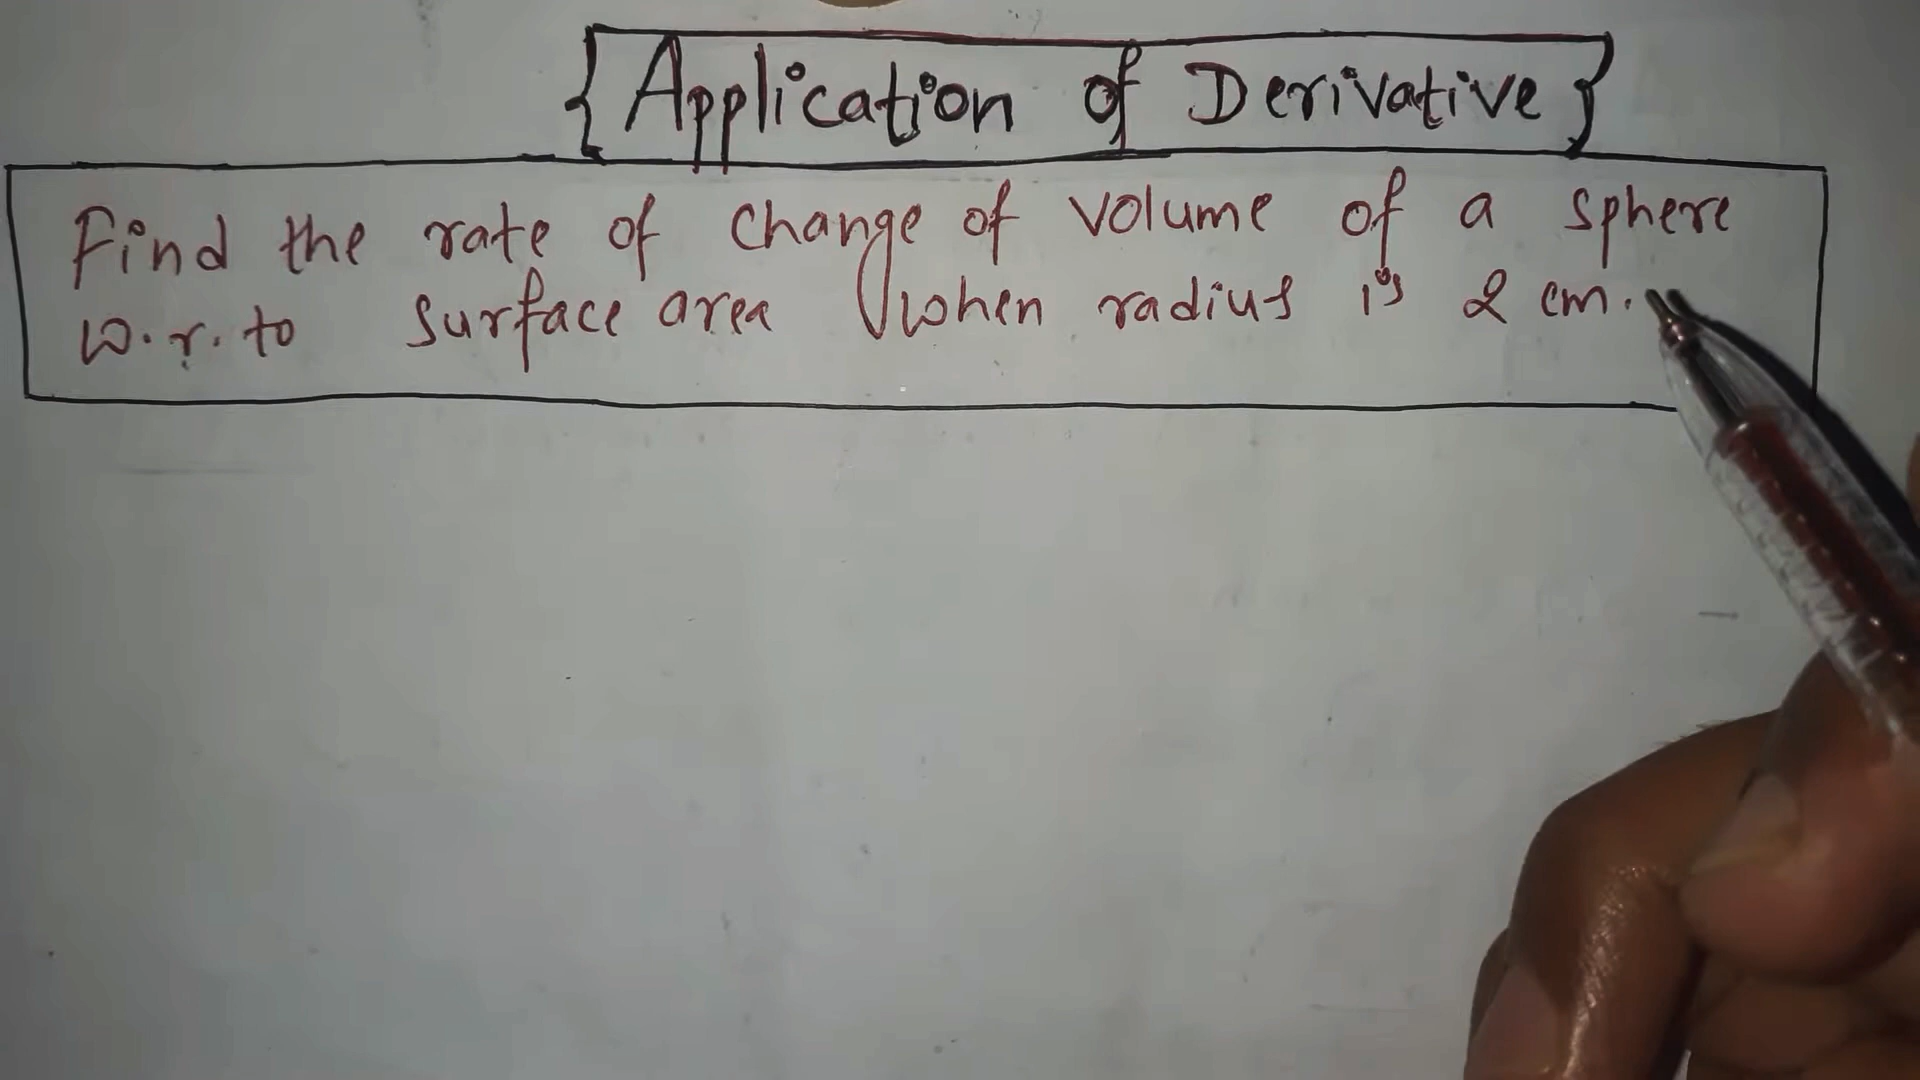 {Application of Derivative}
Find the rate of change of volume of a sphere
w.r.to surface area when radius is 2 cm.